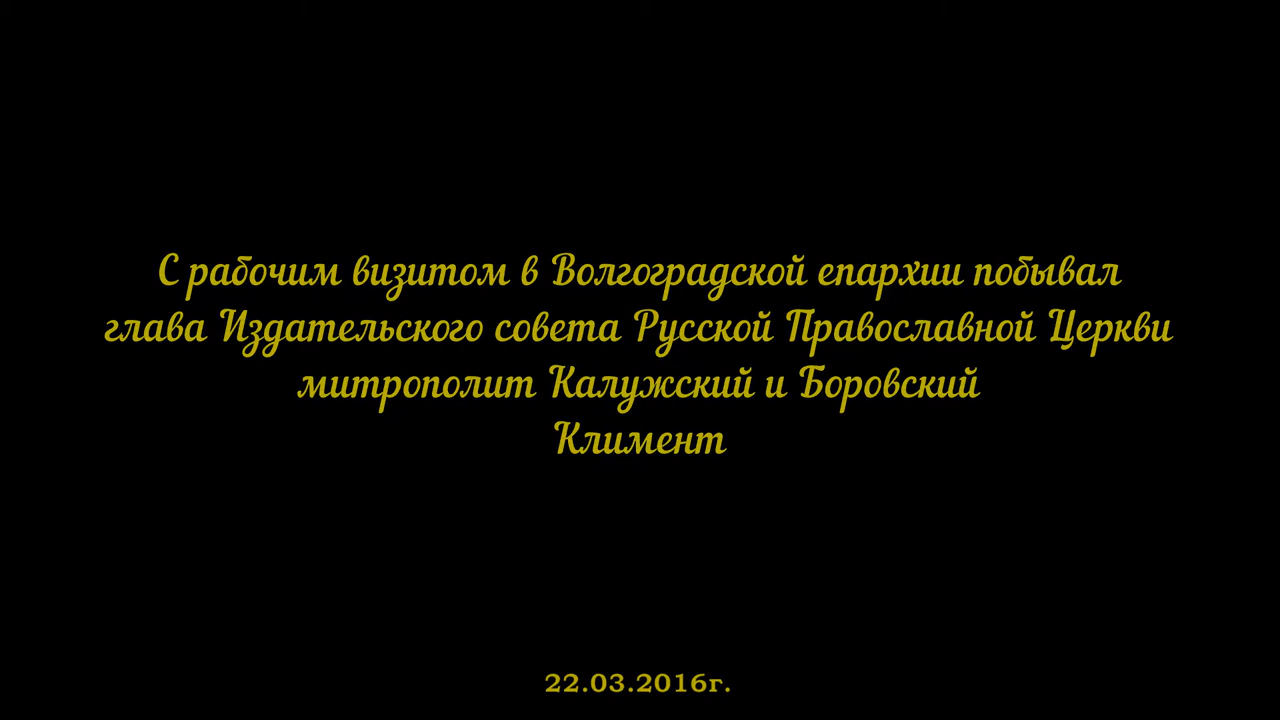 С рабочим визитом в Волгоградской епархии побывал
глава Издательского совета Русской Православной Церкви
митрополит Калужский и Боровский
Климент
22.03.2016г.